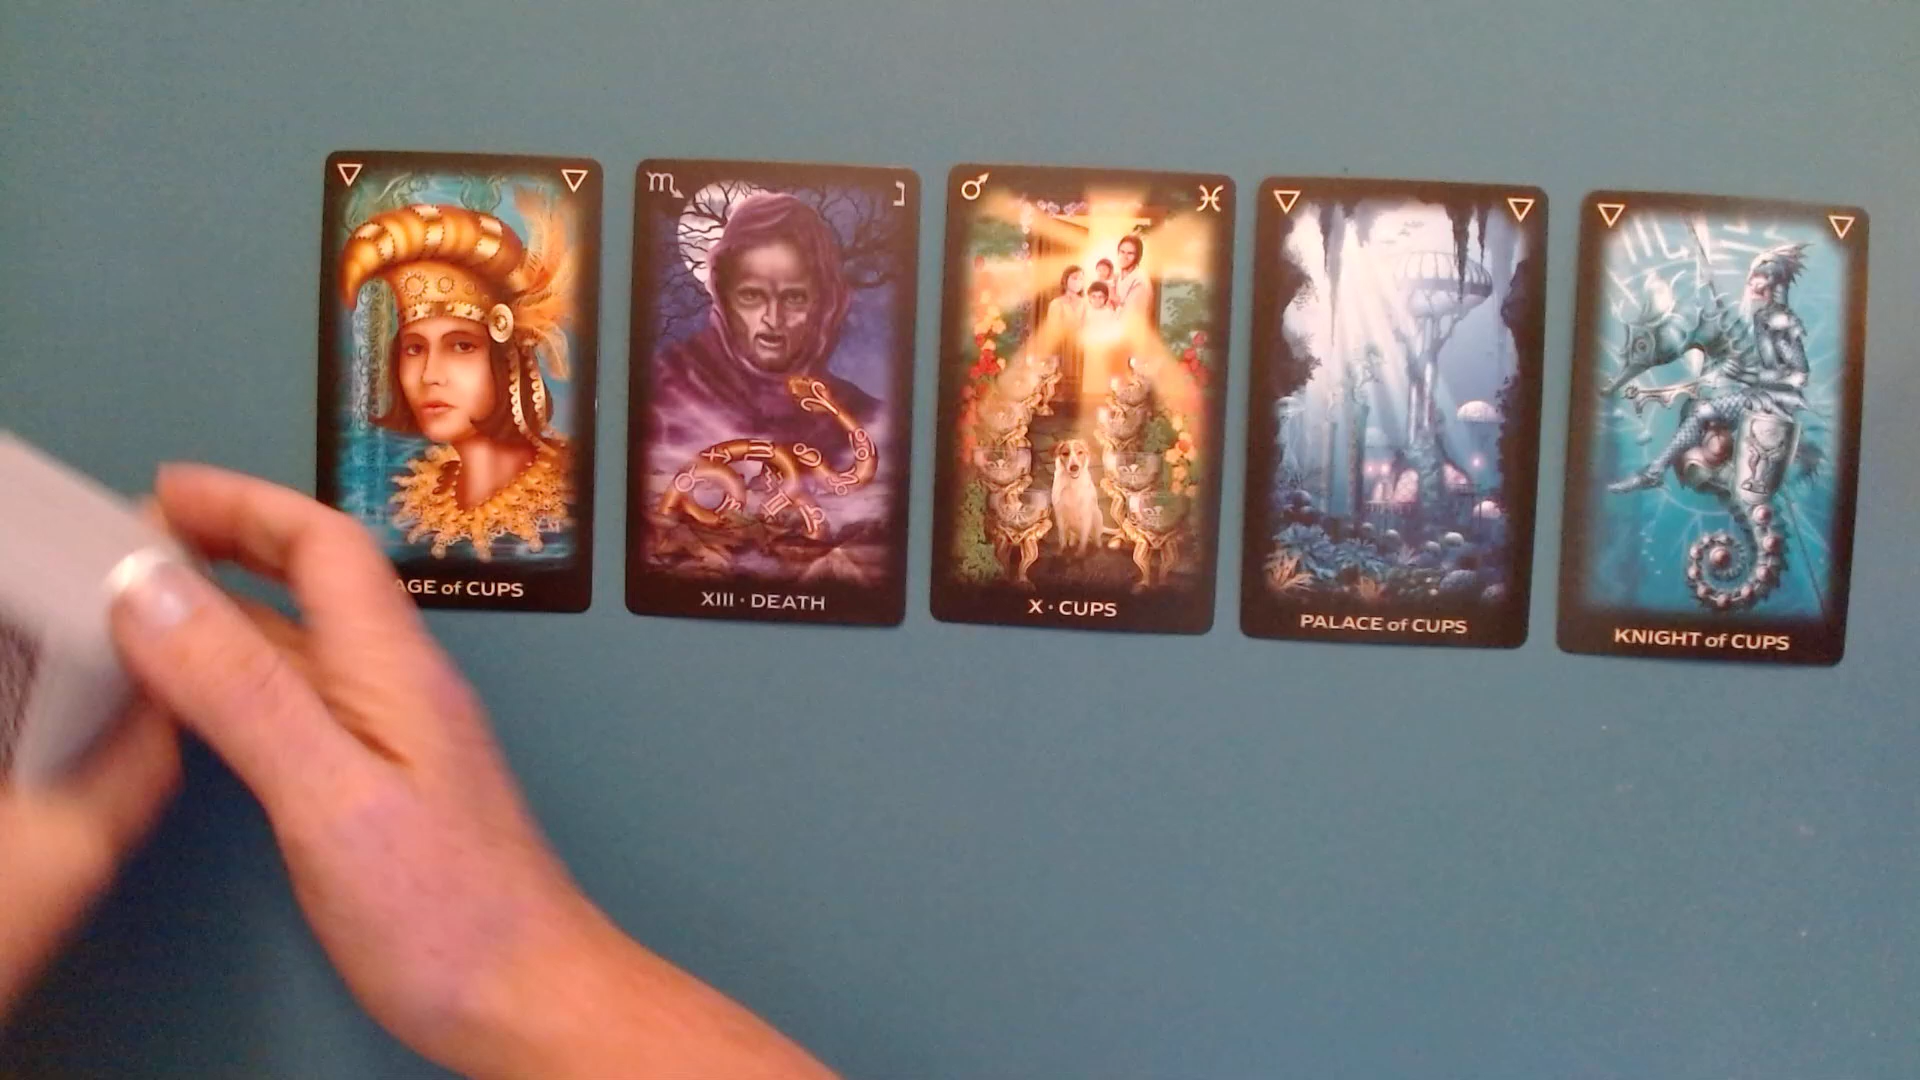 AGE of CUPS
XIII · DEATH
X · CUPS
PALACE of CUPS
KNIGHT of CUPS